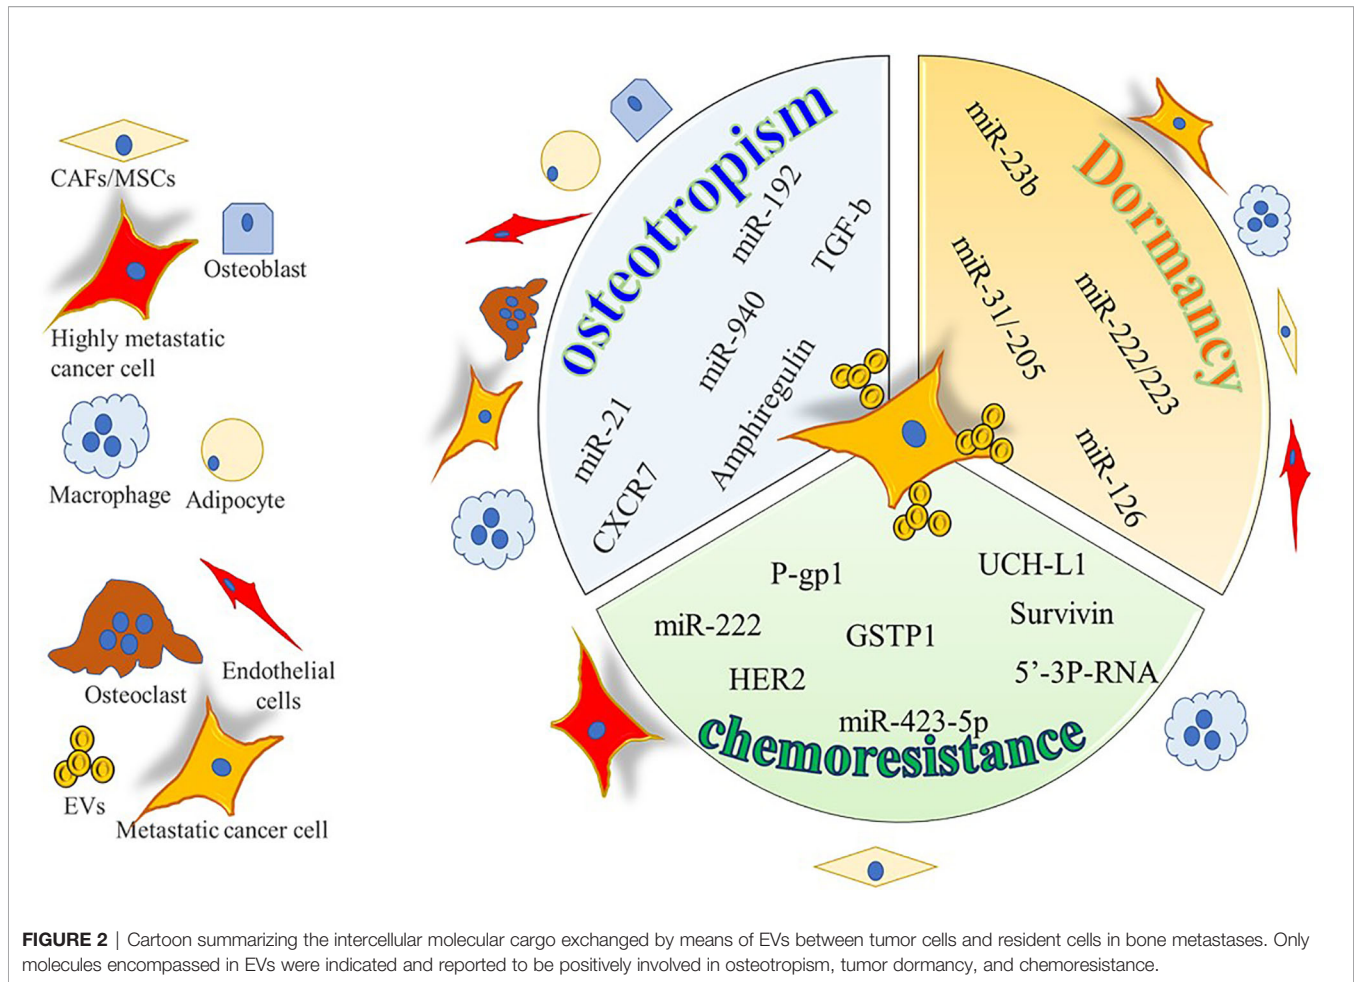 CAFs/MSCs
Highly metastatic
cancer cell
Osteoblast
Macrophage
Adipocyte
Osteoclast
Endothelial
cells
EVs
Metastatic cancer cell
osteotropism
miR-192
TGF-b
miR-940
Amphiregulin
miR-21
CXCR7
Dormancy
miR-23b
miR-31/-205
miR-222/223
miR-126
P-gp1
UCH-L1
miR-222
GSTP1
Survivin
HER2
5’-3P-RNA
miR-423-5p
chemoresistance
FIGURE 2 | Cartoon summarizing the intercellular molecular cargo exchanged by means of EVs between tumor cells and resident cells in bone metastases. Only
molecules encompassed in EVs were indicated and reported to be positively involved in osteotropism, tumor dormancy, and chemoresistance.